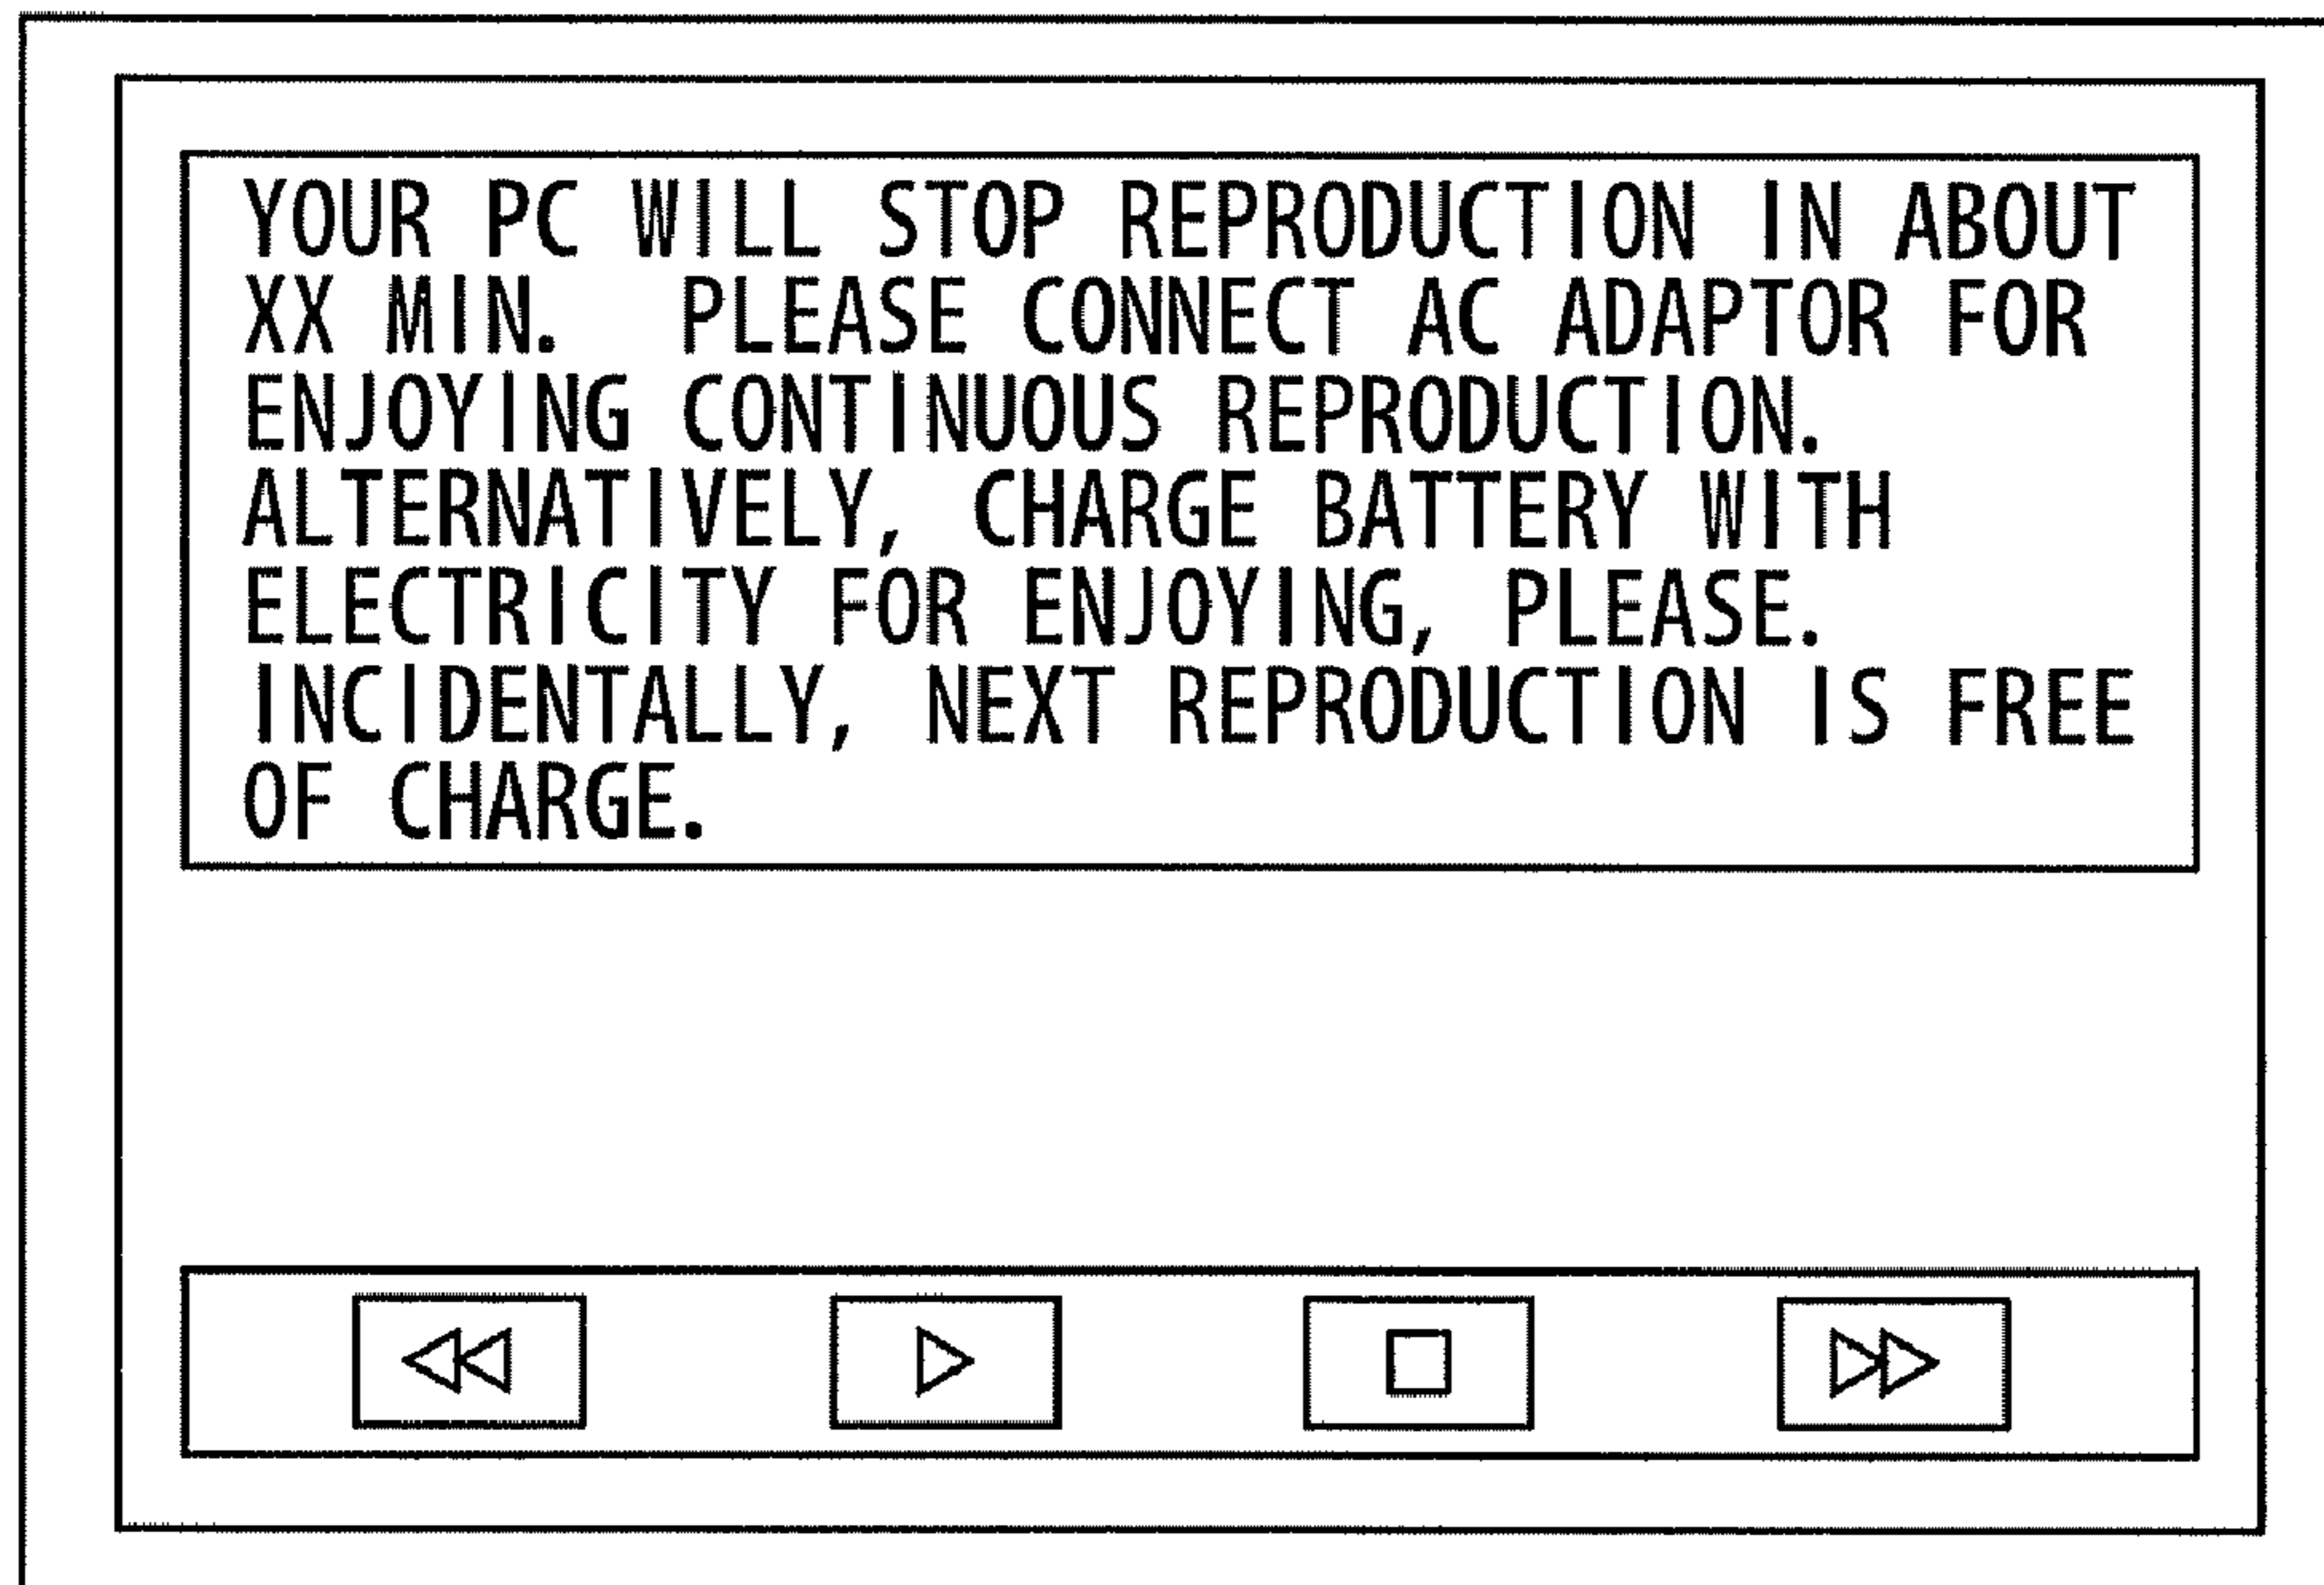 YOUR PC WILL STOP REPRODUCTION IN ABOUT
XX MIN. PLEASE CONNECT AC ADAPTOR FOR
ENJOYING CONTINUOUS REPRODUCTION.
ALTERNATIVELY, CHARGE BATTERY WITH
ELECTRICITY FOR ENJOYING, PLEASE.
INCIDENTALLY, NEXT REPRODUCTION IS FREE
OF CHARGE.